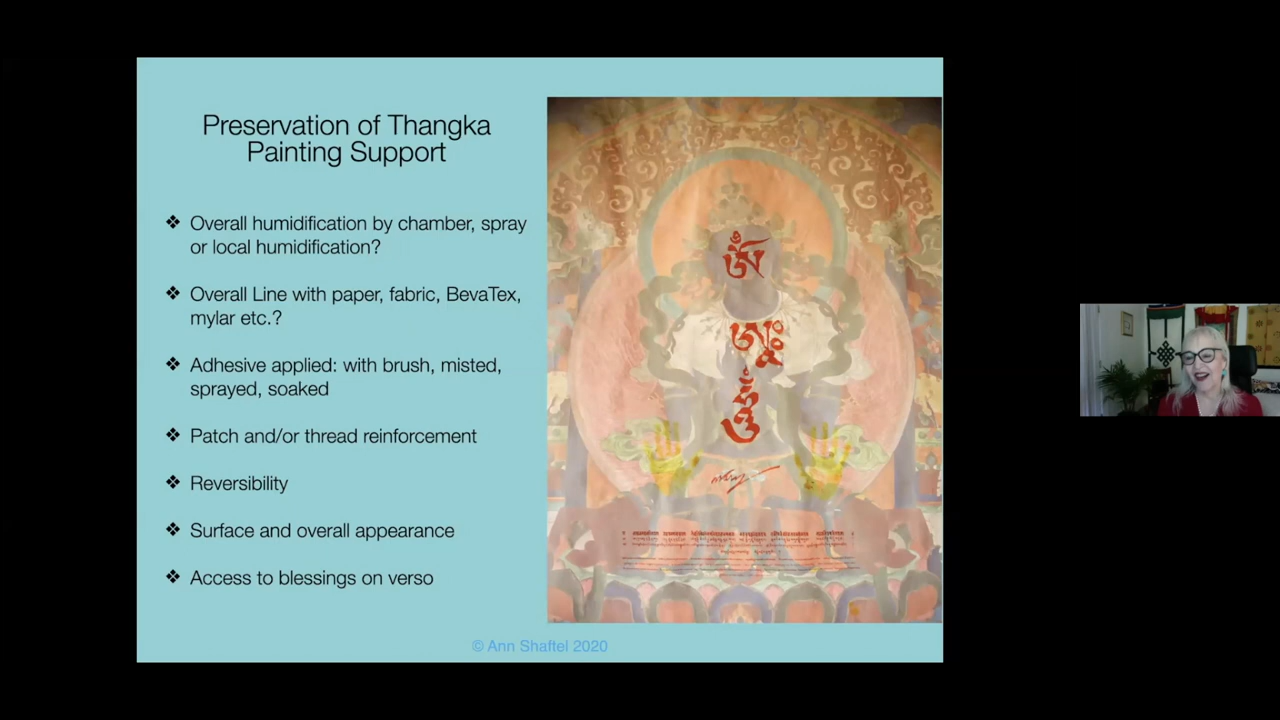 Preservation of Thangka
Painting Support
❖ Overall humidification by chamber, spray
or local humidification?
❖ Overall Line with paper, fabric, BevaTex,
mylar etc.?
❖ Adhesive applied: with brush, misted,
sprayed, soaked
❖ Patch and/or thread reinforcement
❖ Reversibility
❖ Surface and overall appearance
❖ Access to blessings on verso
ཨོཾ
ཨཱཿ
ཧཱུྃ
© Ann Shaftel 2020